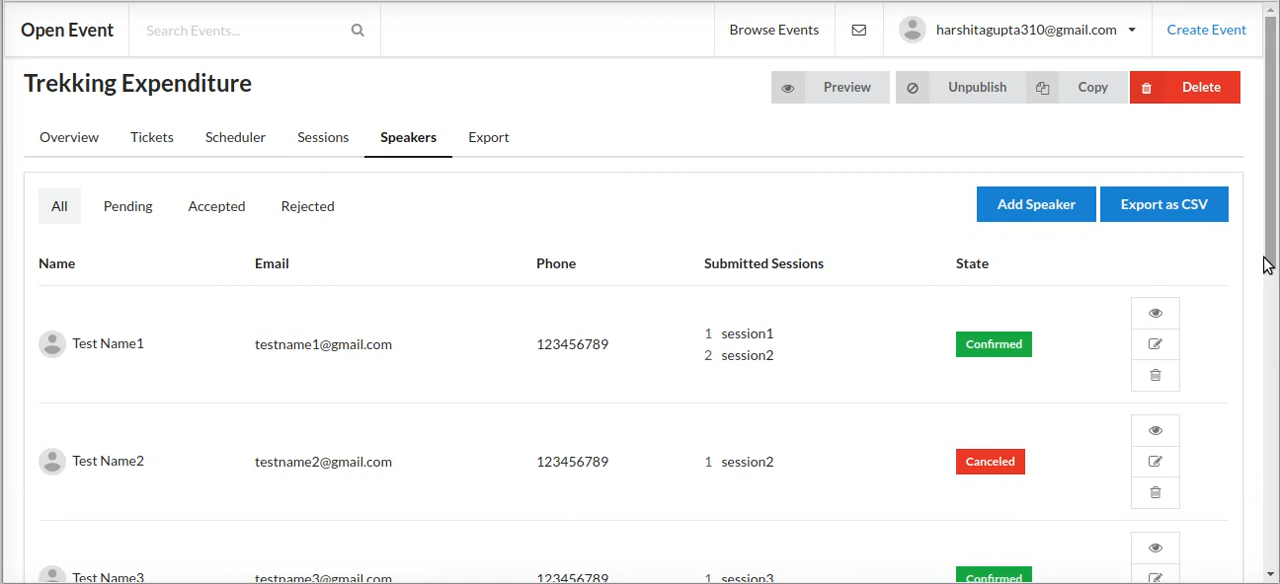 Open Event
Search Events...
Browse Events
harshitagupta310@gmail.com
Create Event
Trekking Expenditure
Preview
Unpublish
Copy
Delete
Overview Tickets Scheduler Sessions Speakers Export
All Pending Accepted Rejected
Add Speaker
Export as CSV
Name Email Phone Submitted Sessions State
Test Name1 testname1@gmail.com 123456789
1 session1
2 session2
Confirmed
Test Name2 testname2@gmail.com 123456789 1 session2 Canceled
Test Name3 testname3@gmail.com 123456789 1 session3 Confirmed